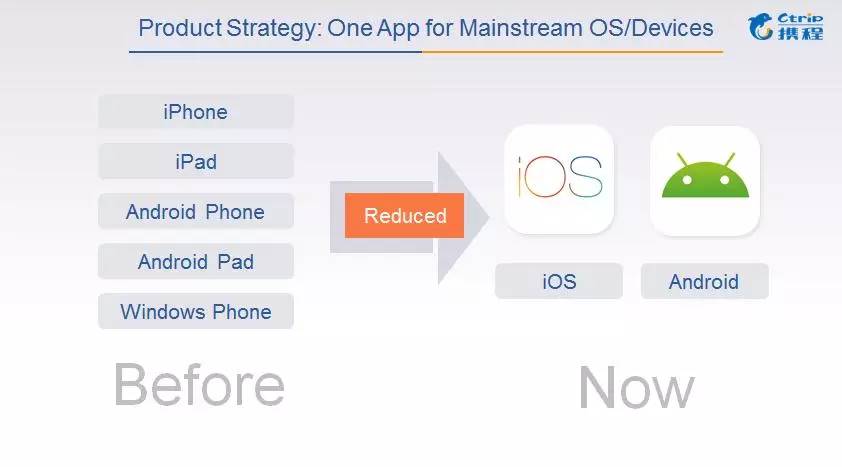 Product Strategy: One App for Mainstream OS/Devices
Ctrip
携程
iPhone
iPad
Android Phone
Android Pad
Windows Phone
Reduced
iOS
iOS
Android
Before
Now